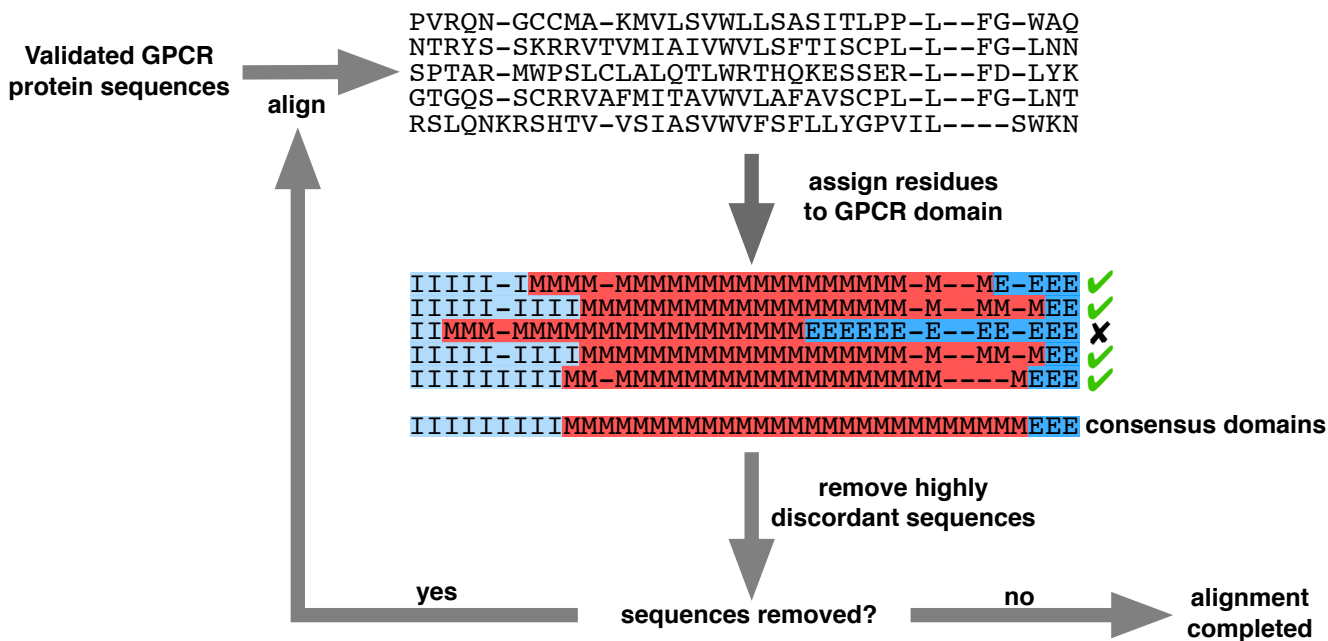 Validated GPCR
protein sequences
align
PVRQN-GCCMA-KMVLSVWLLSASITLPP-L--FG-WAQ
NTRYS-SKRRVTVMIAIVWVLSFTISCPL-L--FG-LNN
SPTAR-MWPSLCLALQTLWRTHQKESSER-L--FD-LYK
GTGQS-SCRRVAFMITAVWVLAFAVSCPL-L--FG-LNT
RSLQNKRSHTV-VSIASVWVFSFLLYGPVIL----SWKN
assign residues
to GPCR domain
IIIII-IMMMM-MMMMMMMMMMMMMMMMM-M--ME-EEE ✔
IIIII-IIIIMMMMMMMMMMMMMMMMMMM-M--MM-MEE ✔
IIMMM-MMMMMMMMMMMMMMMMMEEEEEE-E--EE-EEE ✘
IIIII-IIIIMMMMMMMMMMMMMMMMMMM-M--MM-MEE ✔
IIIIIIIIIMM-MMMMMMMMMMMMMMMMMMM----MEEE ✔
IIIIIIIIIMMMMMMMMMMMMMMMMMMMMMMMMMMMEEE consensus domains
remove highly
discordant sequences
yes
sequences removed?
no
alignment
completed